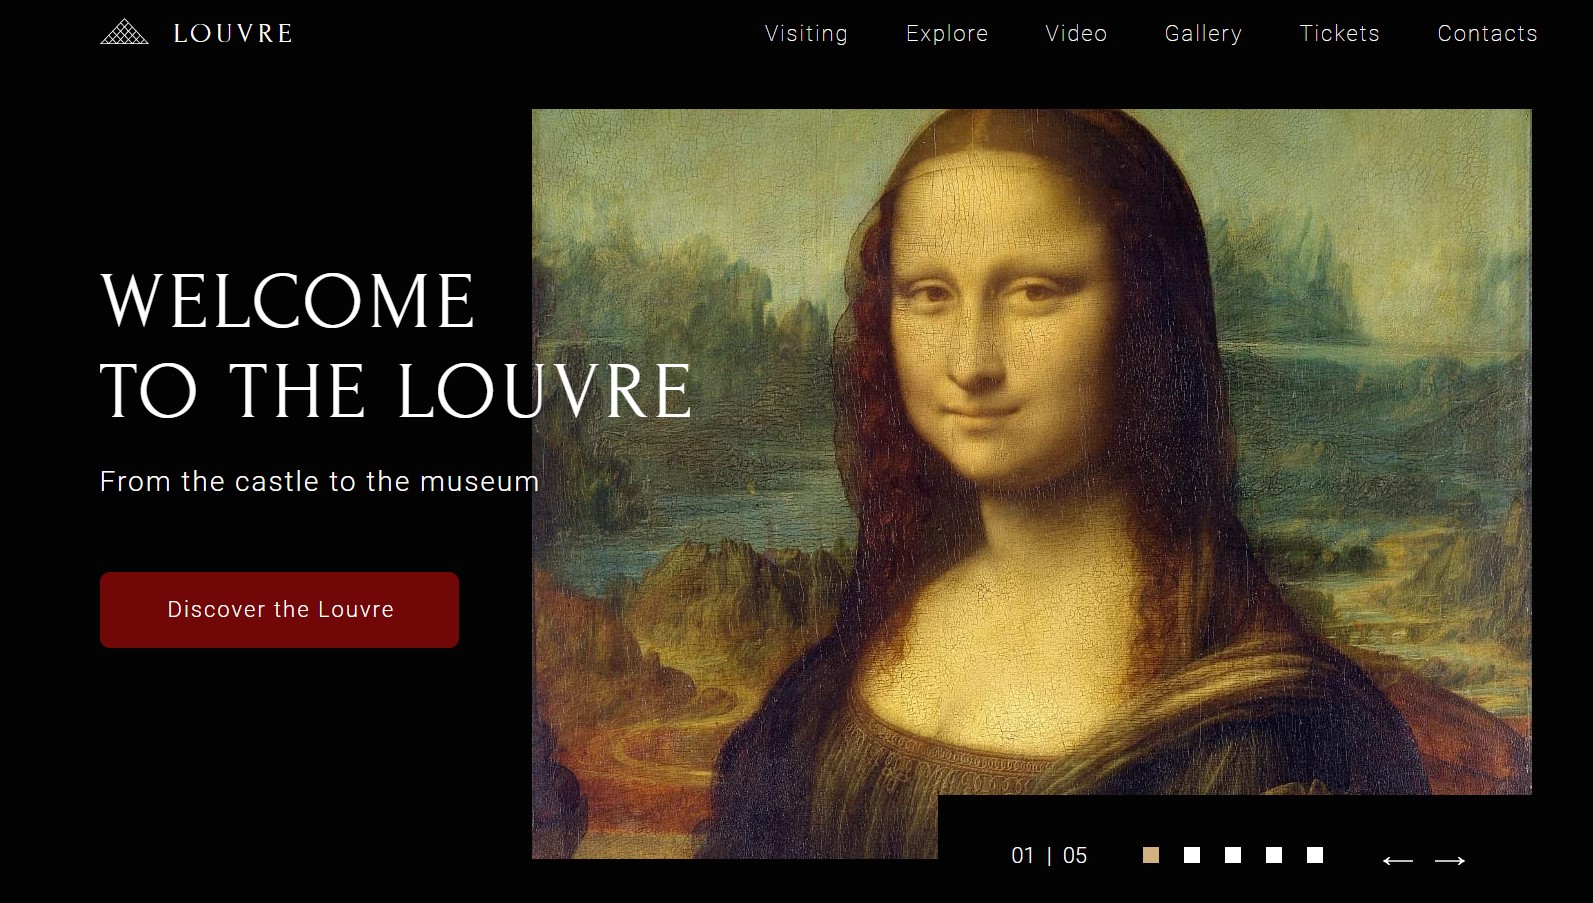 LOUVRE
Visiting Explore Video Gallery Tickets Contacts
WELCOME
TO THE LOUVRE
From the castle to the museum
Discover the Louvre
01 | 05